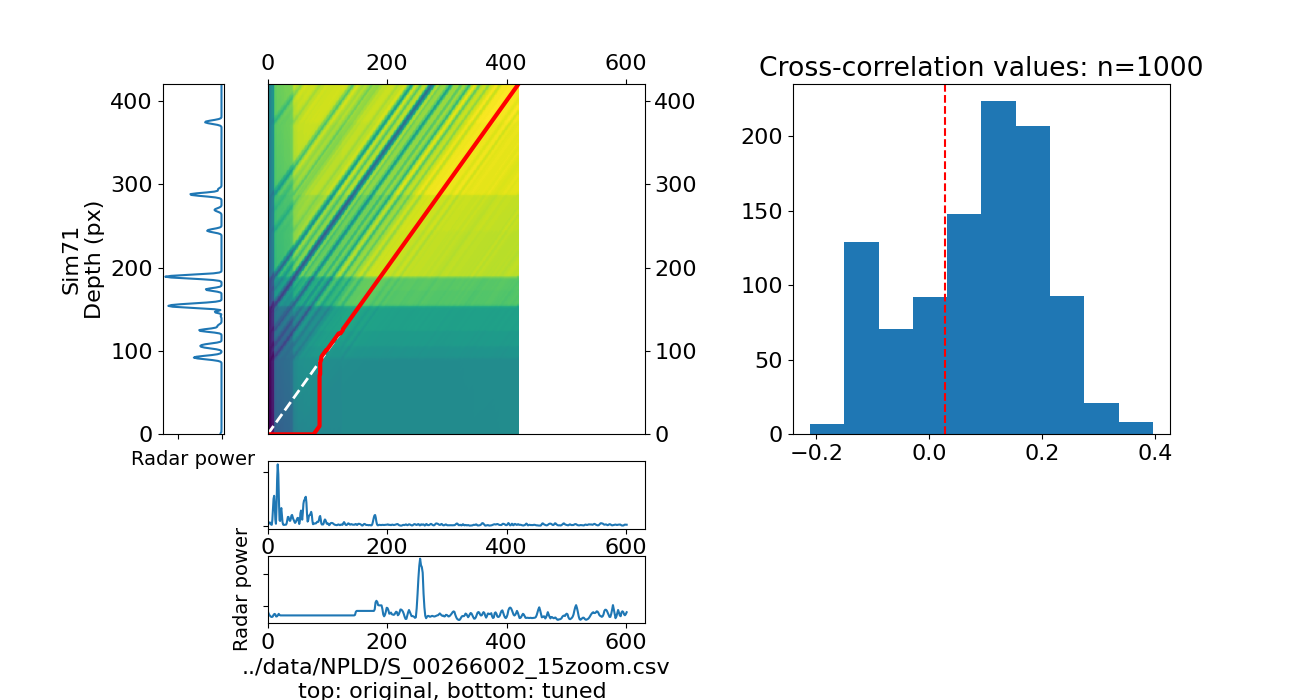 0 200 400 600
Cross-correlation values: n=1000
400
300
200
100
0
Sim71
Depth (px)
Radar power
400
300
200
100
0
200
150
100
50
0
−0.2 0.0 0.2 0.4
0 200 400 600
Radar power
0 200 400 600
../data/NPLD/S_00266002_15zoom.csv
top: original, bottom: tuned